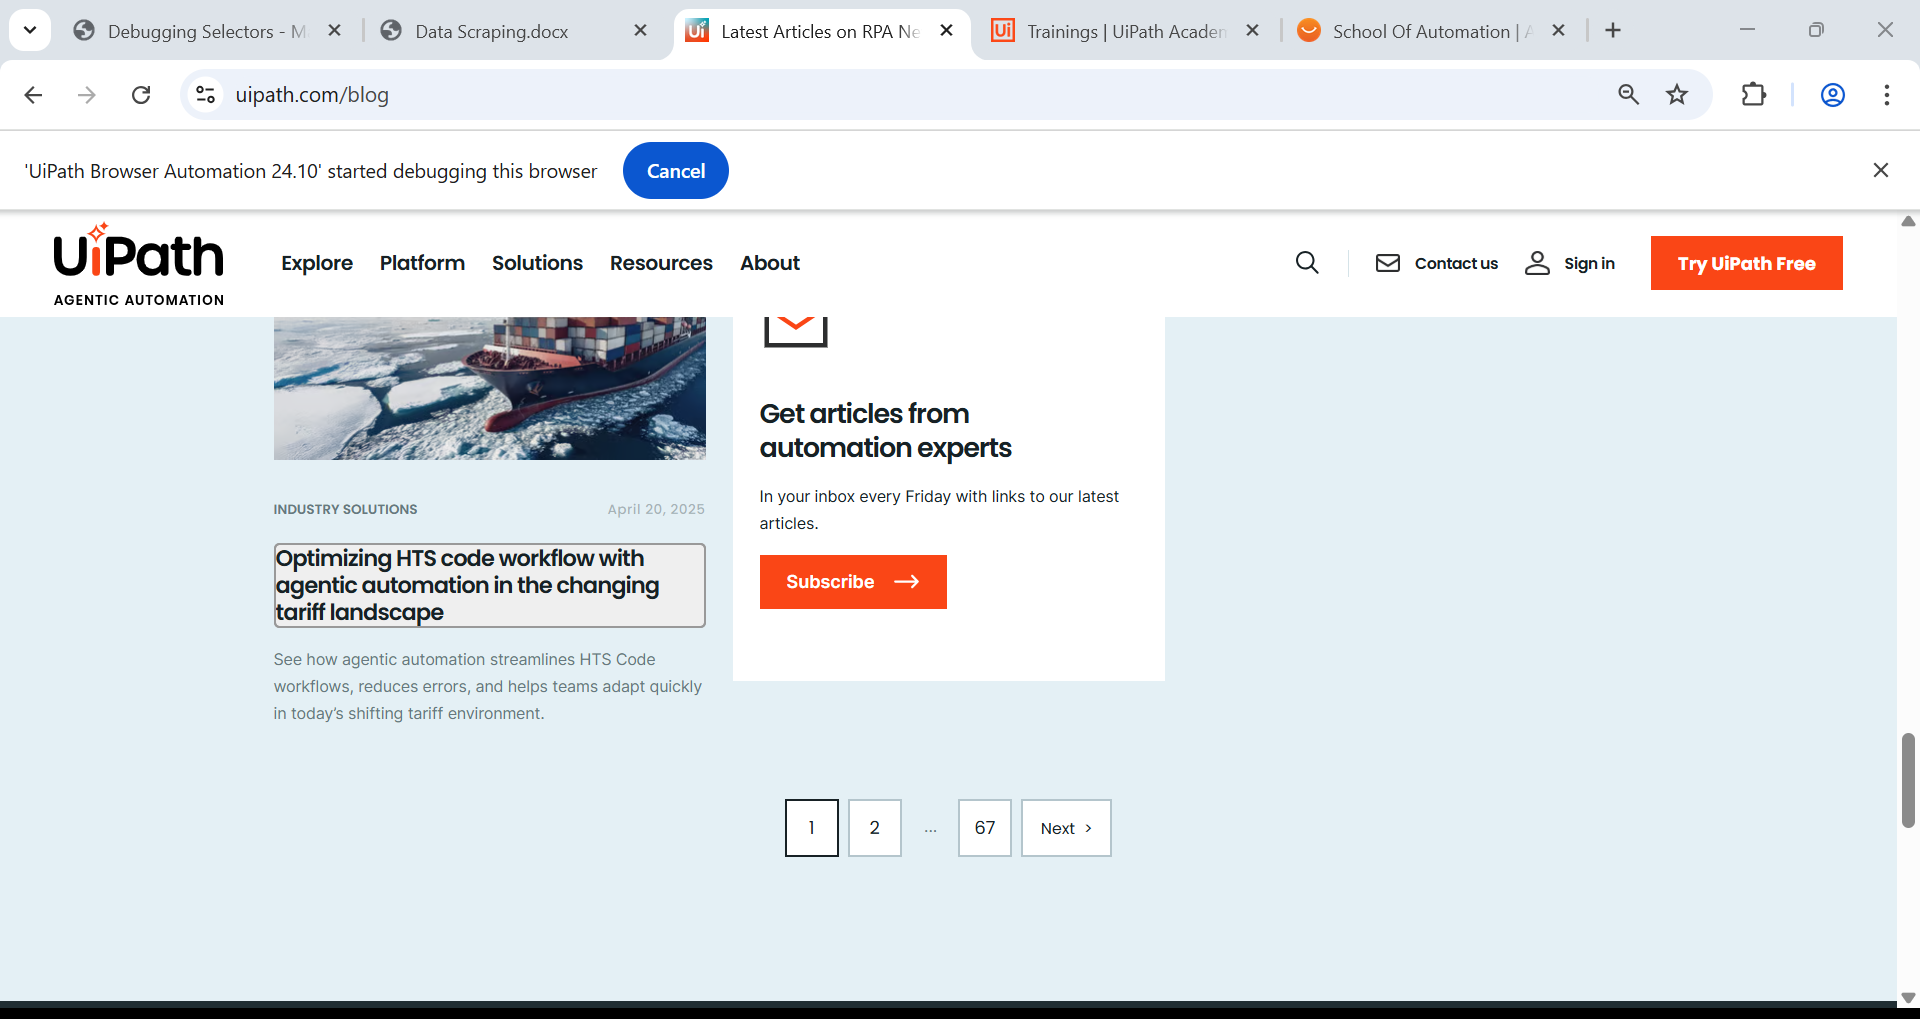 Debugging Selectors - M
Data Scraping.docx
Latest Articles on RPA Ne
Trainings | UiPath Academ
School Of Automation | A
uipath.com/blog
'UiPath Browser Automation 24.10' started debugging this browser
Cancel
UiPath
AGENTIC AUTOMATION
Explore
Platform
Solutions
Resources
About
Contact us
Sign in
Try UiPath Free
INDUSTRY SOLUTIONS
April 20, 2025
Optimizing HTS code workflow with
agentic automation in the changing
tariff landscape
See how agentic automation streamlines HTS Code
workflows, reduces errors, and helps teams adapt quickly
in today’s shifting tariff environment.
Get articles from
automation experts
In your inbox every Friday with links to our latest
articles.
Subscribe
1
2
...
67
Next >